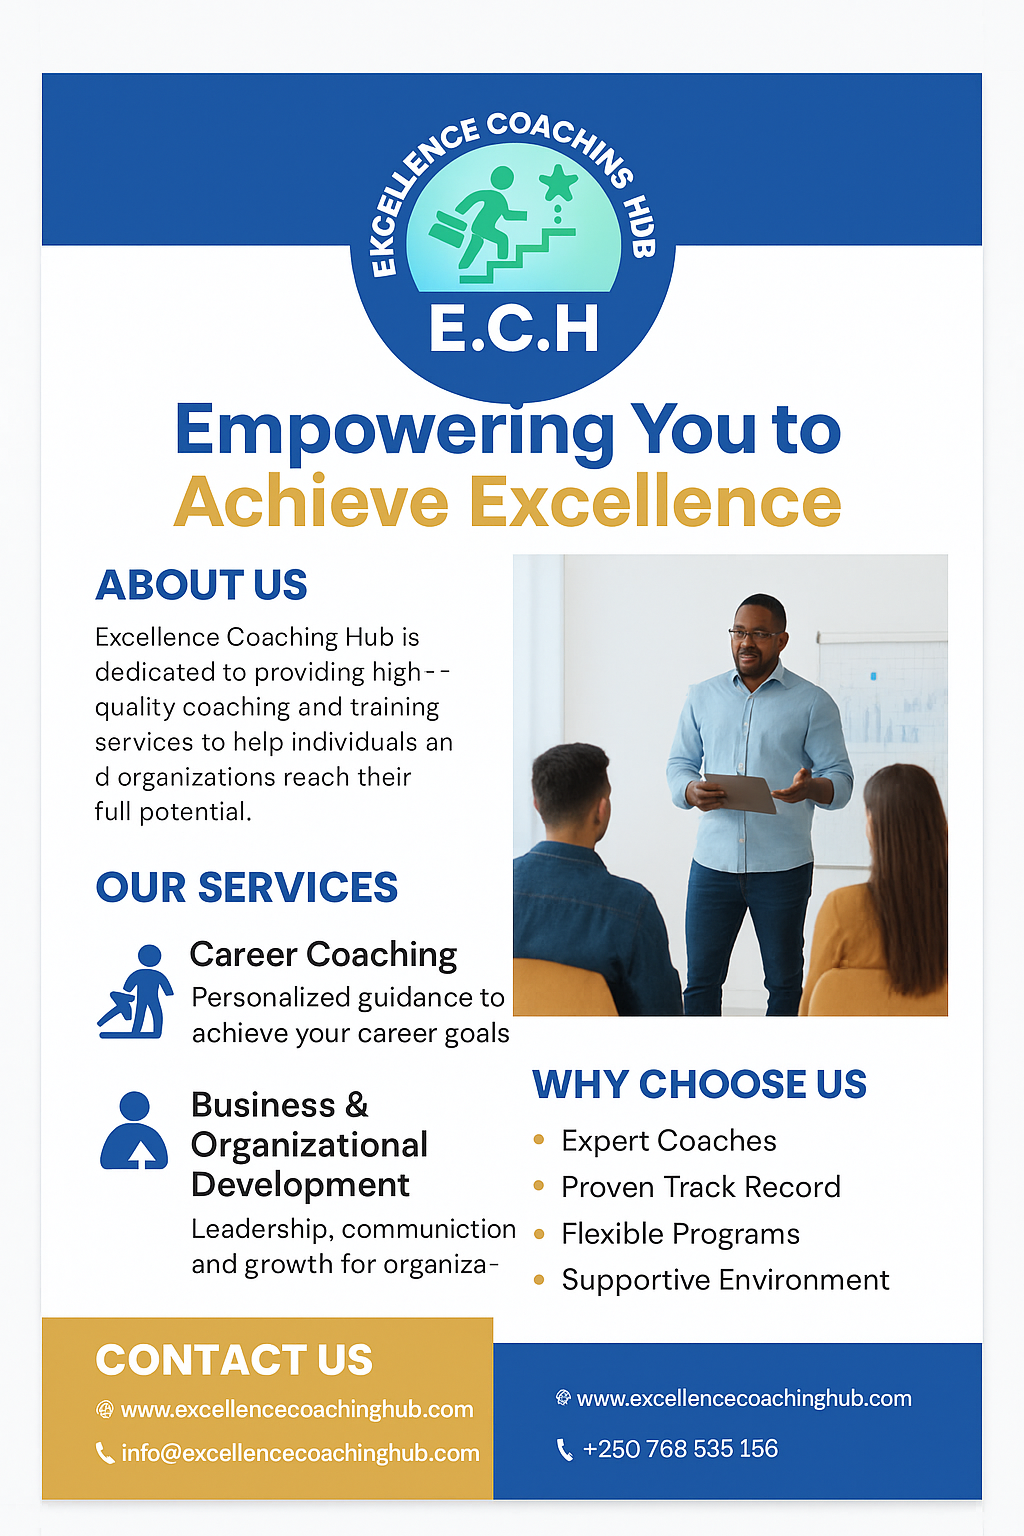 EKCELLENCE COACHINS HDB
E.C.H
Empowering You to
Achieve Excellence
ABOUT US
Excellence Coaching Hub is
dedicated to providing high--
quality coaching and training
services to help individuals an
d organizations reach their
full potential.
OUR SERVICES
Career Coaching
Personalized guidance to
achieve your career goals
Business &
Organizational
Development
Leadership, communiction
and growth for organiza-
WHY CHOOSE US
• Expert Coaches
• Proven Track Record
• Flexible Programs
• Supportive Environment
CONTACT US
www.excellencecoachinghub.com
info@excellencecoachinghub.com
www.excellencecoachinghub.com
+250 768 535 156